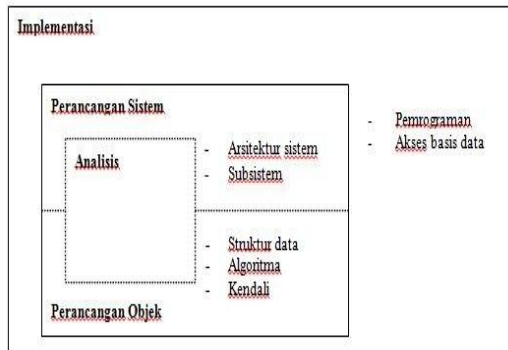 Implementasi
Perancangan Sistem
Analisis
- Arsitektur sistem
- Subsistem
- Pemrograman
- Akses basis data
- Struktur data
- Algoritma
- Kendali
Perancangan Objek